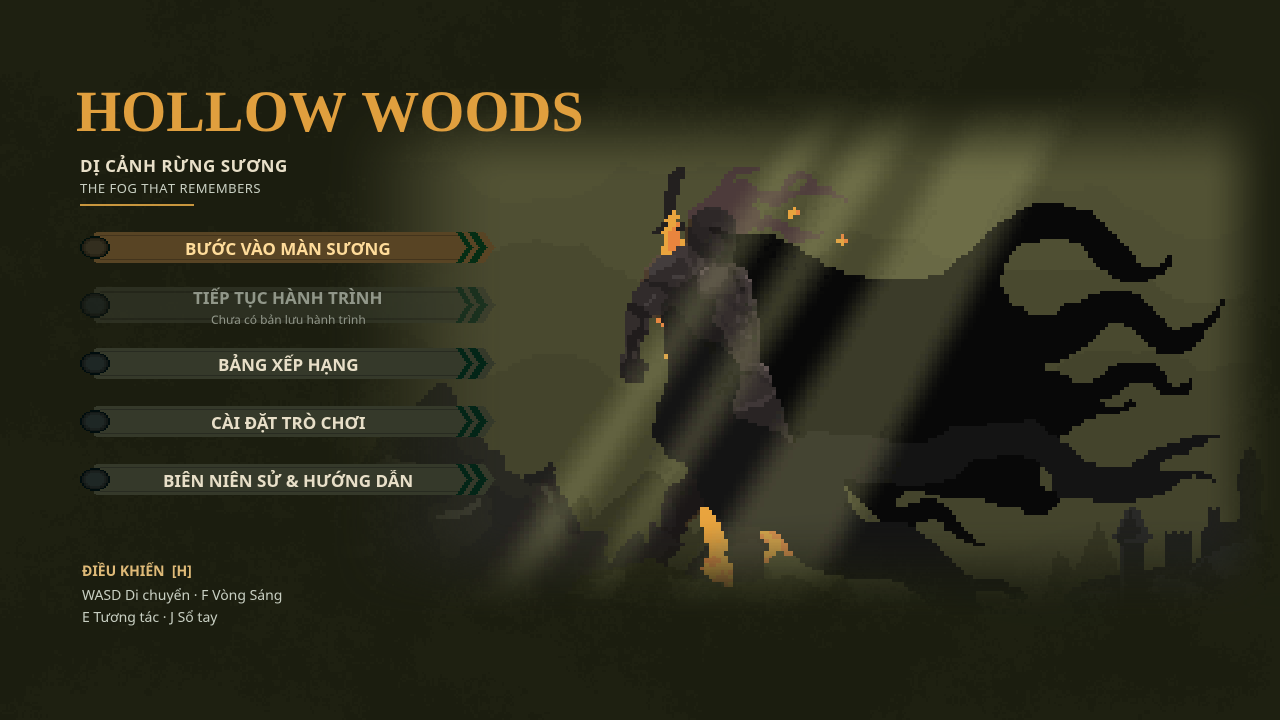 HOLLOW WOODS
DỊ CẢNH RỪNG SƯƠNG
THE FOG THAT REMEMBERS
BƯỚC VÀO MÀN SƯƠNG
TIẾP TỤC HÀNH TRÌNH
Chưa có bản lưu hành trình
BẢNG XẾP HẠNG
CÀI ĐẶT TRÒ CHƠI
BIÊN NIÊN SỬ & HƯỚNG DẪN
ĐIỀU KHIỂN [H]
WASD Di chuyển · F Vòng Sáng
E Tương tác · J Sổ tay